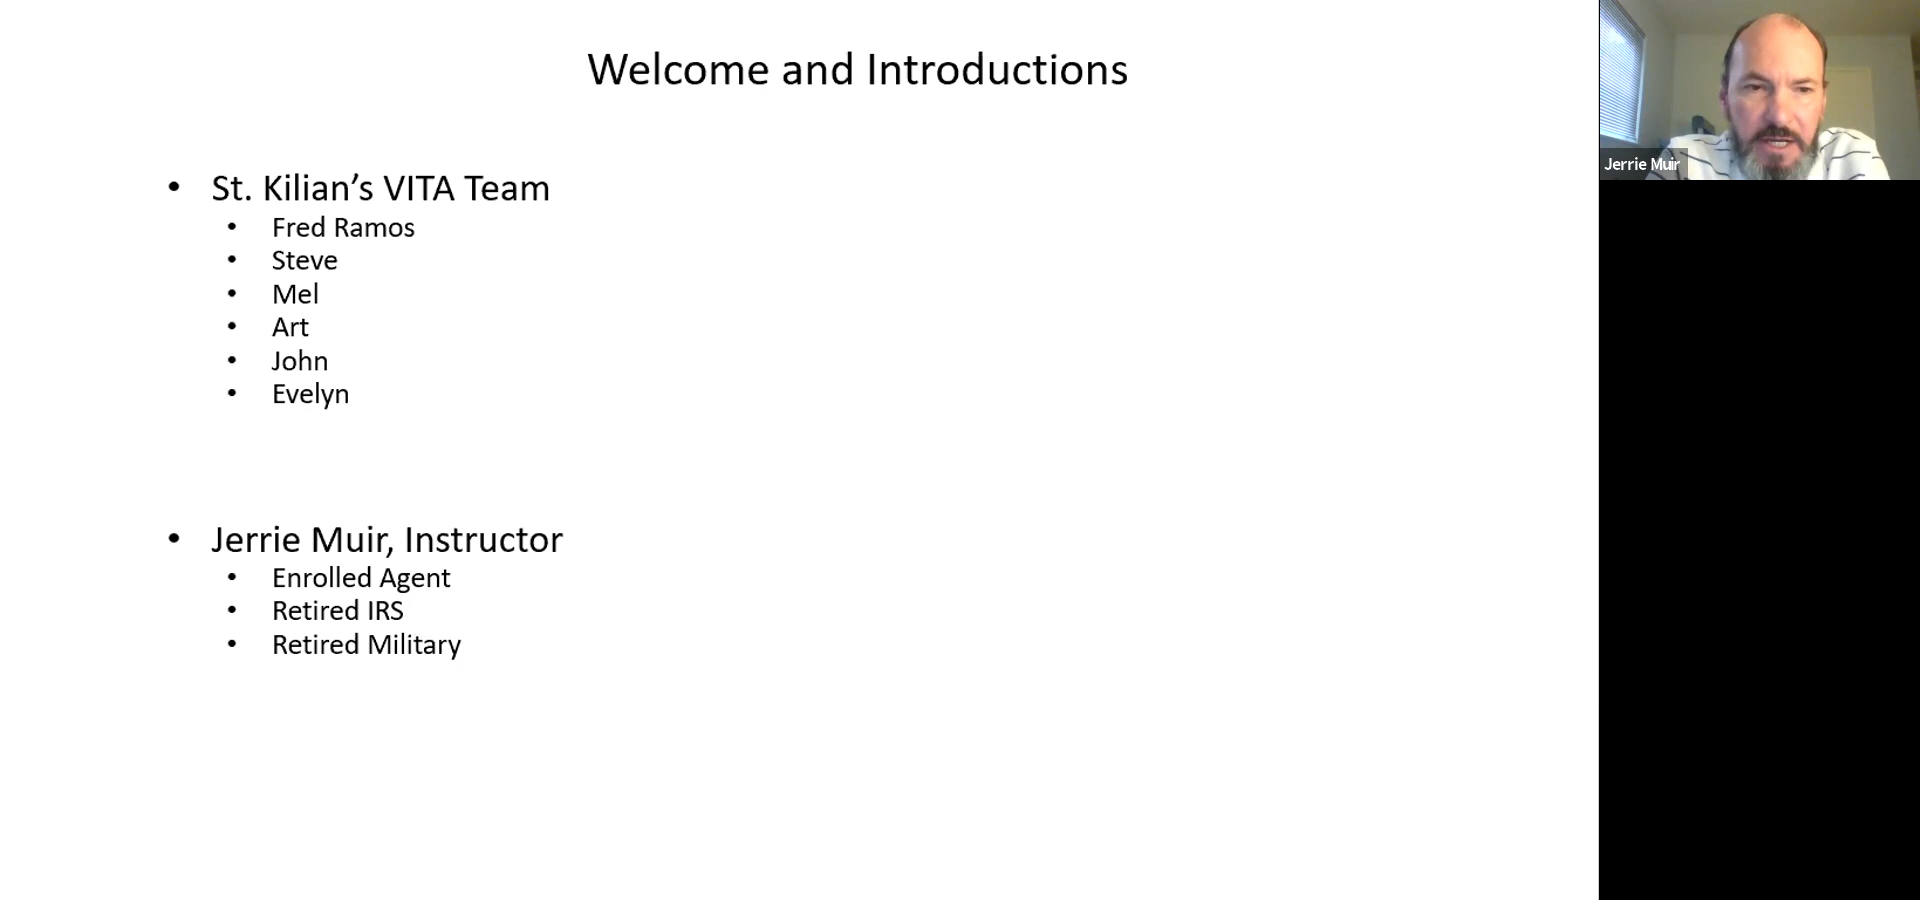 Welcome and Introductions
• St. Kilian’s VITA Team
• Fred Ramos
• Steve
• Mel
• Art
• John
• Evelyn
• Jerrie Muir, Instructor
• Enrolled Agent
• Retired IRS
• Retired Military
Jerrie Muir